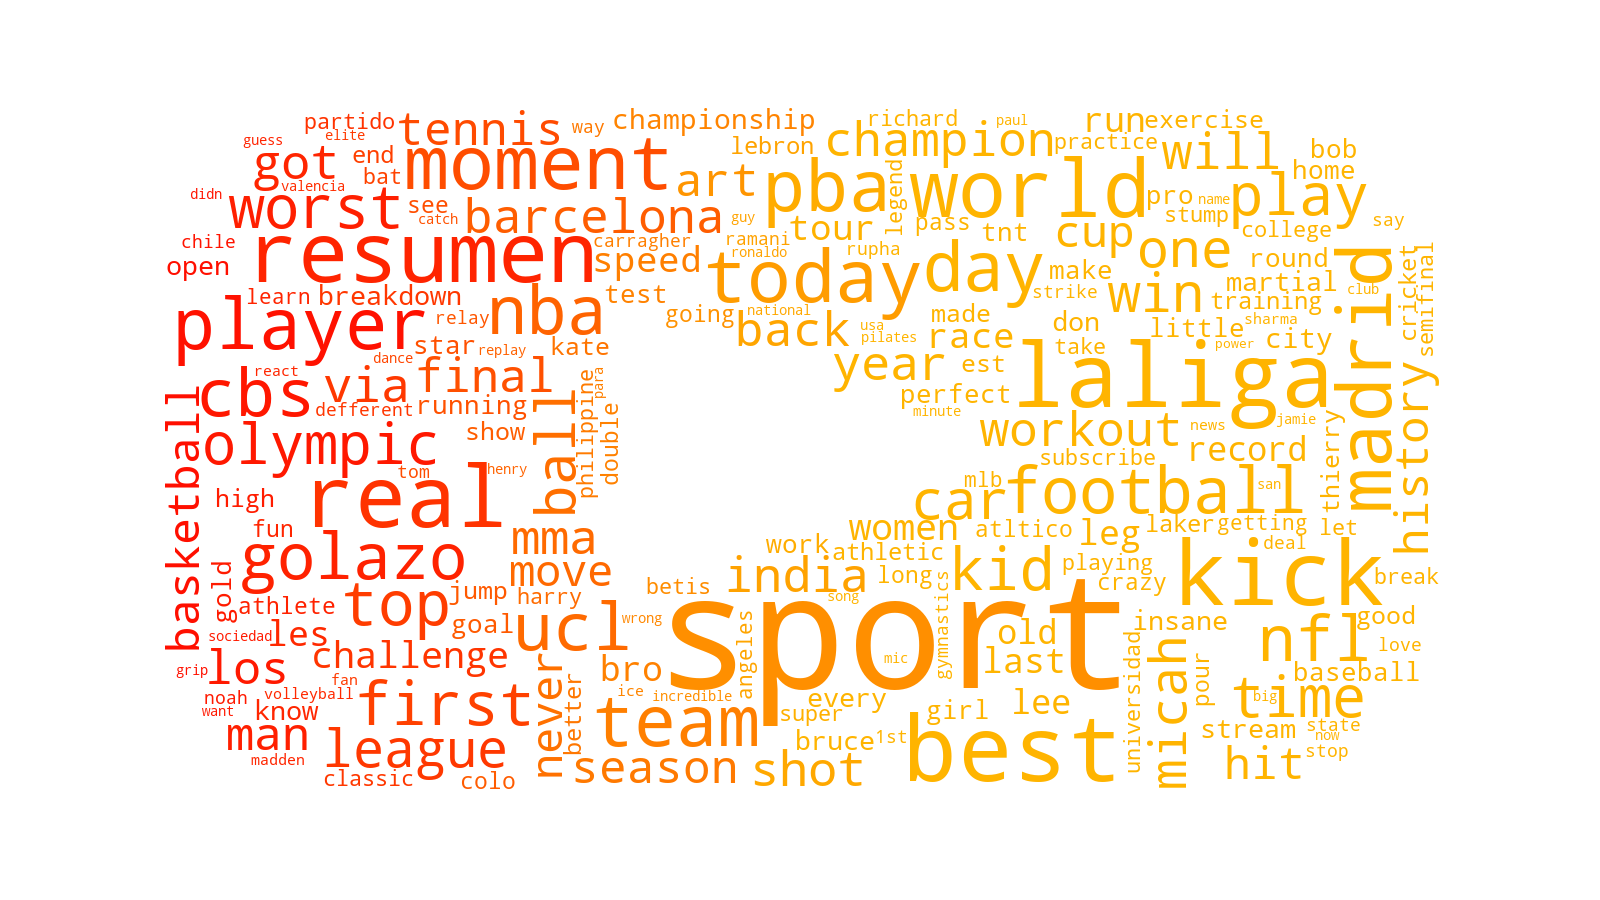 partido
elite
guess
tennis
way
championship
richard
paul
run
exercise
got
end
valencia
bat
moment
lebron
champion
practice
will
bob
home
didn
worst
see
catch
barcelona
guy
art
pba
legend
world
pro
name
stump
play
say
chile
open
resumen
carragher
speed
ramani
ronaldo
tour
rupha
pass
tnt
cup
one
college
round
learn
breakdown
relay
nba
test
today
day
make
strike
win
martial
training
club
madrid
cricket
semifinal
player
star
replay
kate
going
national
back
usa
pilates
made
race
don
take
little
sharma
power
city
react
dance
cbs
via
final
para
year
est
perfect
minute
laliga
defferent
running
philippine
double
ball
workout
news
jamie
history
basketball
olympic
show
tom
henry
subscribe
record
thierry
high
real
mlb
san
car
football
fun
mma
women
atltico
leg
laker
getting
let
golazo
move
work
athletic
deal
gold
athlete
top
jump
harry
betis
india
long
song
kid
playing
crazy
kick
break
sociedad
les
goal
ucl
wrong
sport
gymnastics
old
insane
nfl
good
grip
los
challenge
bro
angeles
mic
last
universidad
micah
pour
baseball
love
noah
fan
volleyball
first
never
better
ice
incredible
every
girl
lee
time
big
want
know
team
super
stream
state
now
man
league
bruce
1st
best
hit
stop
madden
classic
colo
season
shot